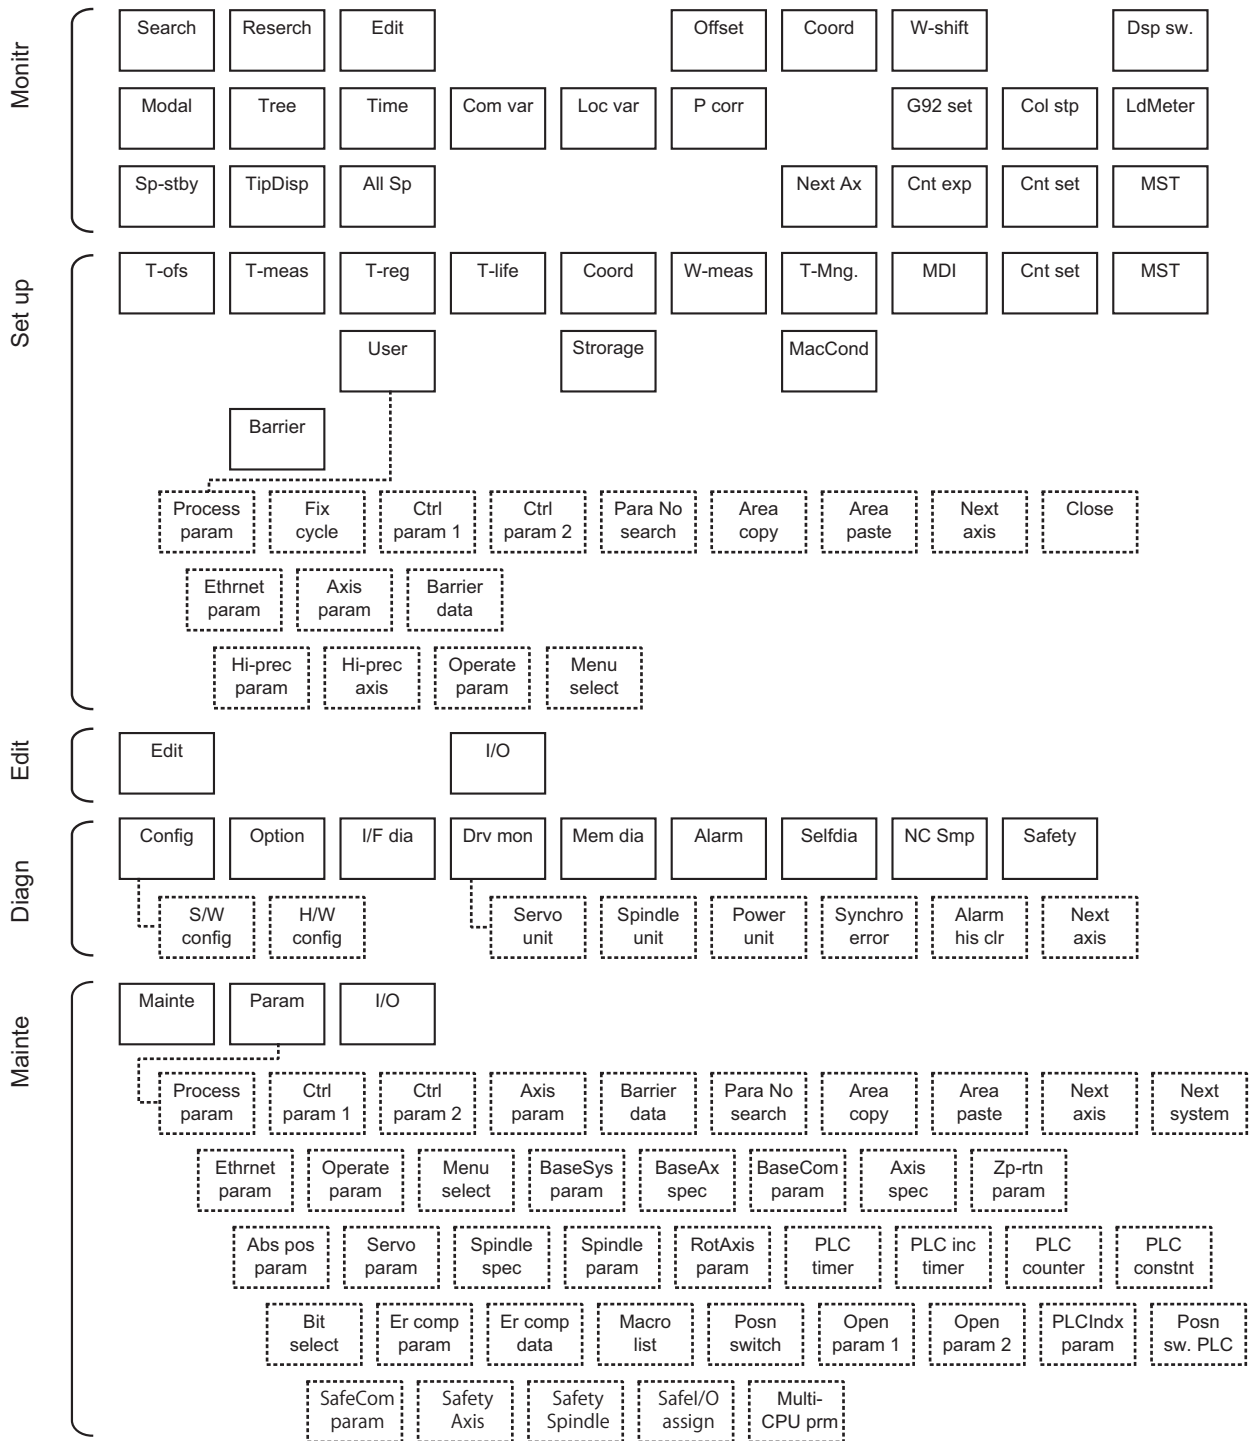 Monitr
Search Reserch Edit Offset Coord W-shift Dsp sw.
Modal Tree Time Com var Loc var P corr G92 set Col stp LdMeter
Sp-stby TipDisp All Sp Next Ax Cnt exp Cnt set MST
Set up
T-ofs T-meas T-reg T-life Coord W-meas T-Mng. MDI Cnt set MST
User Strorage MacCond
Barrier
Process Fix Ctrl Ctrl Para No Area Area Next Close
param cycle param 1 param 2 search copy paste axis
Ethrnet Axis Barrier
param param data
Hi-prec Hi-prec Operate Menu
param axis param select
Edit
Edit I/O
Diagn
Config Option I/F dia Drv mon Mem dia Alarm Selfdia NC Smp Safety
S/W H/W Servo Spindle Power Synchro Alarm Next
config config unit unit unit error his clr axis
Mainte
Mainte Param I/O
Process Ctrl Ctrl Axis Barrier Para No Area Area Next Next
param param 1 param 2 param data search copy paste axis system
Ethrnet Operate Menu BaseSys BaseAx BaseCom Axis Zp-rtn
param param select param spec param spec param
Abs pos Servo Spindle Spindle RotAxis PLC PLC inc PLC PLC
param param spec param param timer timer counter constnt
Bit Er comp Er comp Macro Posn Open Open PLCIndx Posn
select param data list switch param 1 param 2 param sw. PLC
SafeCom Safety Safety SafeI/O Multi-
param Axis Spindle assign CPU prm